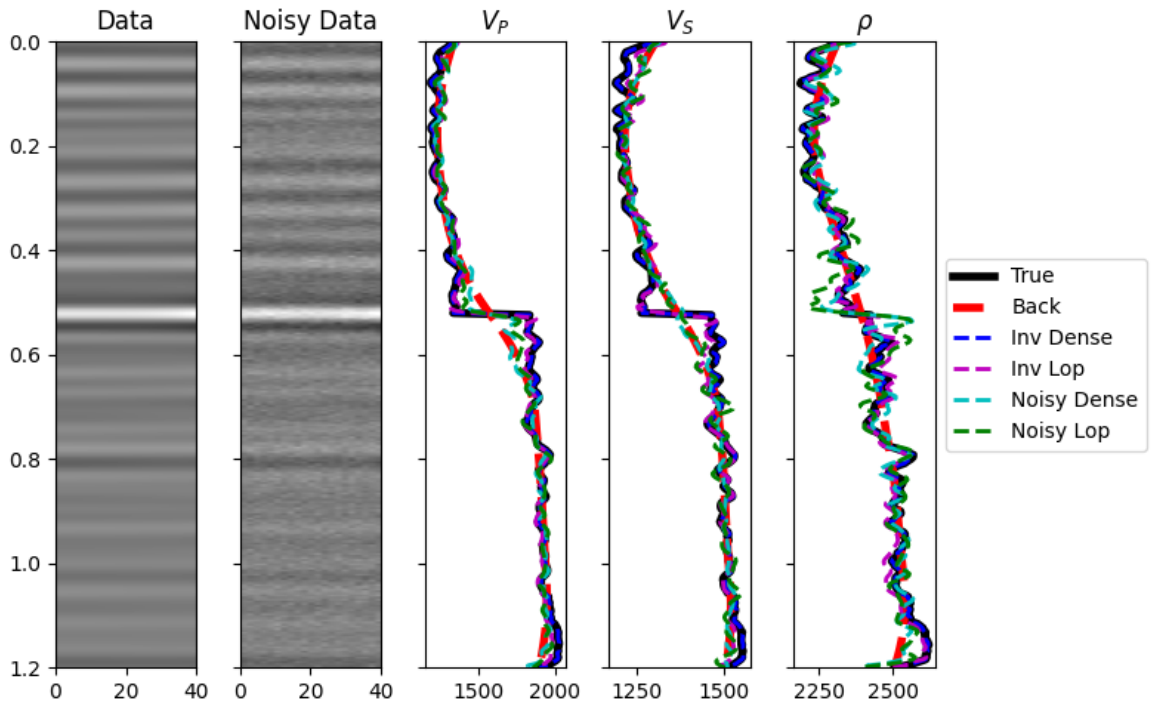 Data
Noisy Data
V_P
V_S
ρ
0.0
0.2
0.4
0.6
0.8
1.0
1.2
0 20 40
0 20 40
1500 2000
1250 1500
2250 2500
True
Back
Inv Dense
Inv Lop
Noisy Dense
Noisy Lop